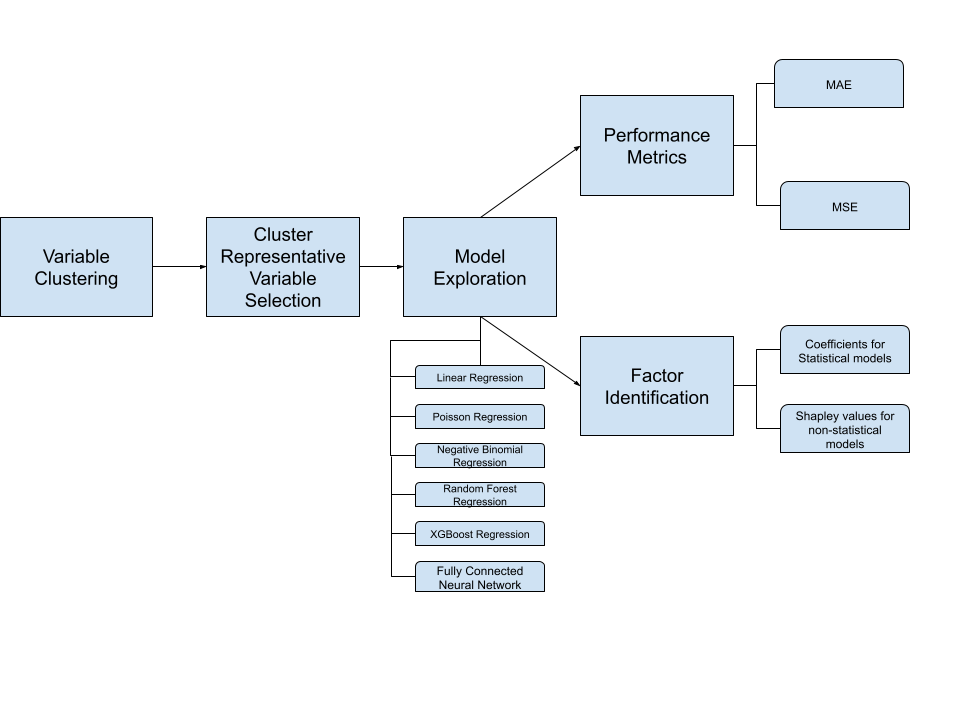 Variable
Clustering
Cluster
Representative
Variable
Selection
Model
Exploration
Performance
Metrics
MAE
MSE
Linear Regression
Poisson Regression
Negative Binomial
Regression
Random Forest
Regression
XGBoost Regression
Fully Connected
Neural Network
Factor
Identification
Coefficients for
Statistical models
Shapley values for
non-statistical
models